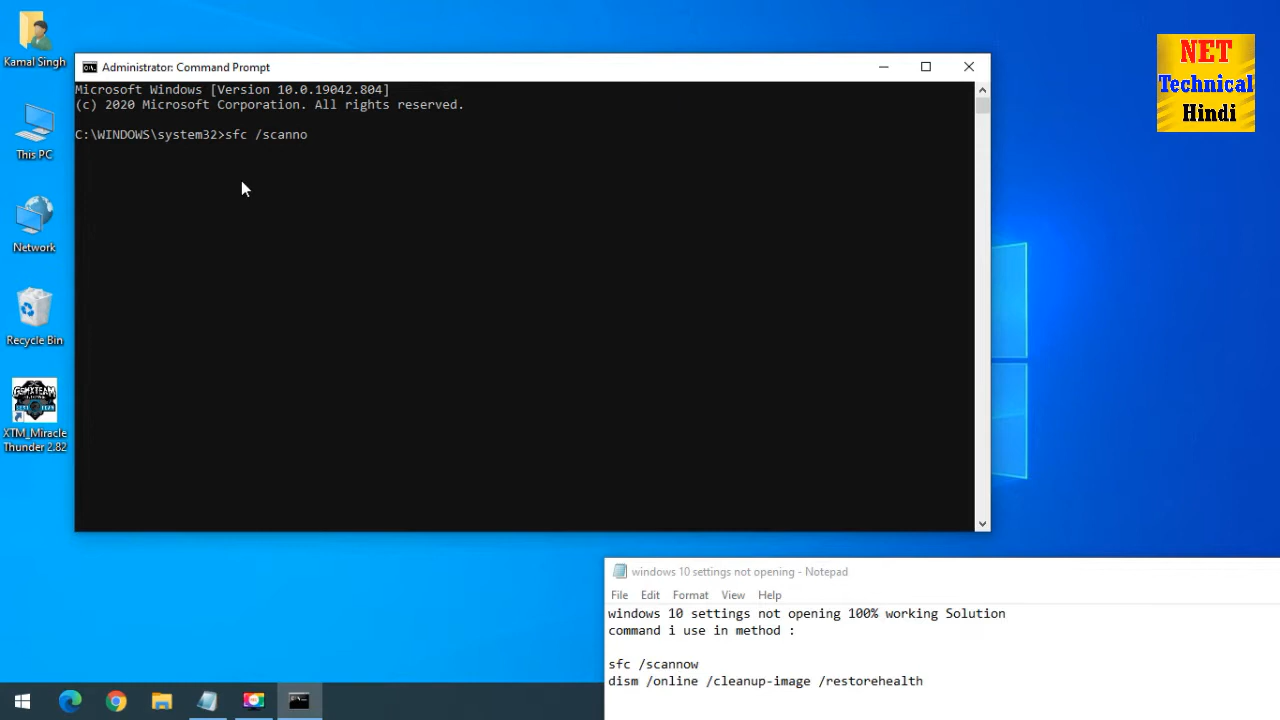 Kamal Singh
This PC
Network
Recycle Bin
XTM_Miracle
Thunder 2.82
Administrator: Command Prompt
Microsoft Windows [Version 10.0.19042.804]
(c) 2020 Microsoft Corporation. All rights reserved.
C:\WINDOWS\system32>sfc /scanno
NET
Technical
Hindi
windows 10 settings not opening - Notepad
File Edit Format View Help
windows 10 settings not opening 100% working Solution
command i use in method :
sfc /scannow
dism /online /cleanup-image /restorehealth